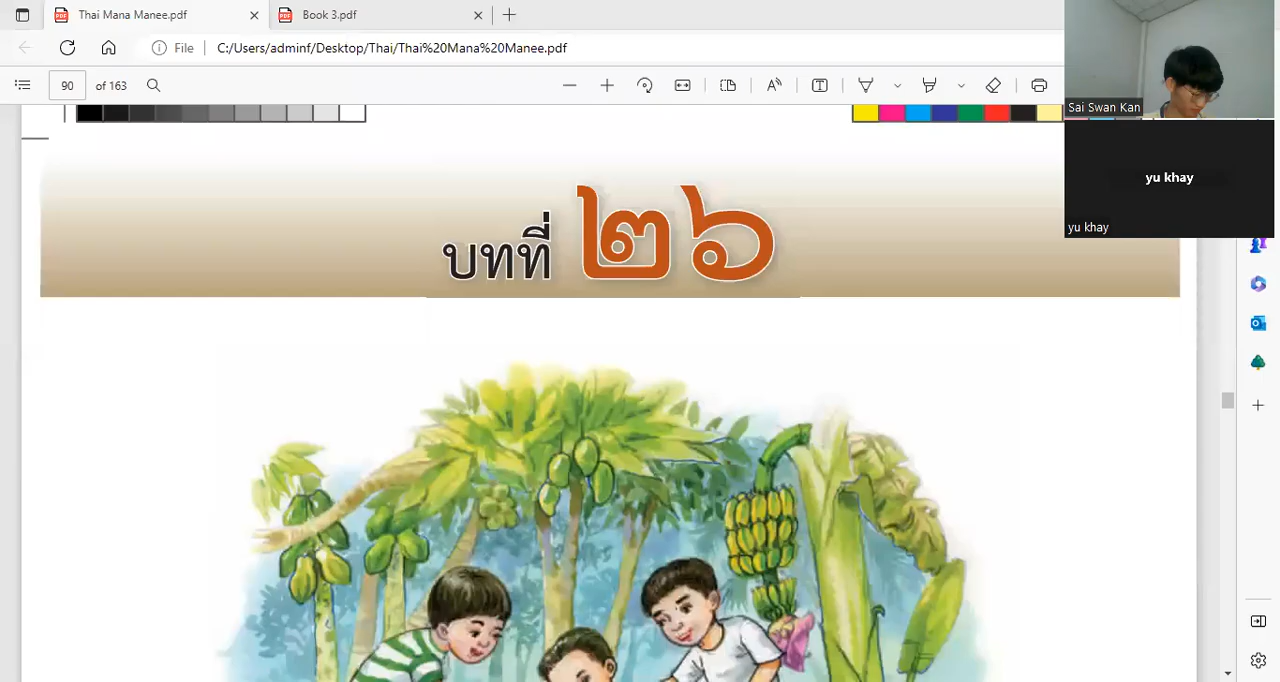 Thai Mana Manee.pdf
Book 3.pdf
File
C:/Users/adminf/Desktop/Thai/Thai%20Mana%20Manee.pdf
90 of 163
Sai Swan Kan
yu khay
yu khay
บทที่ ๒๖